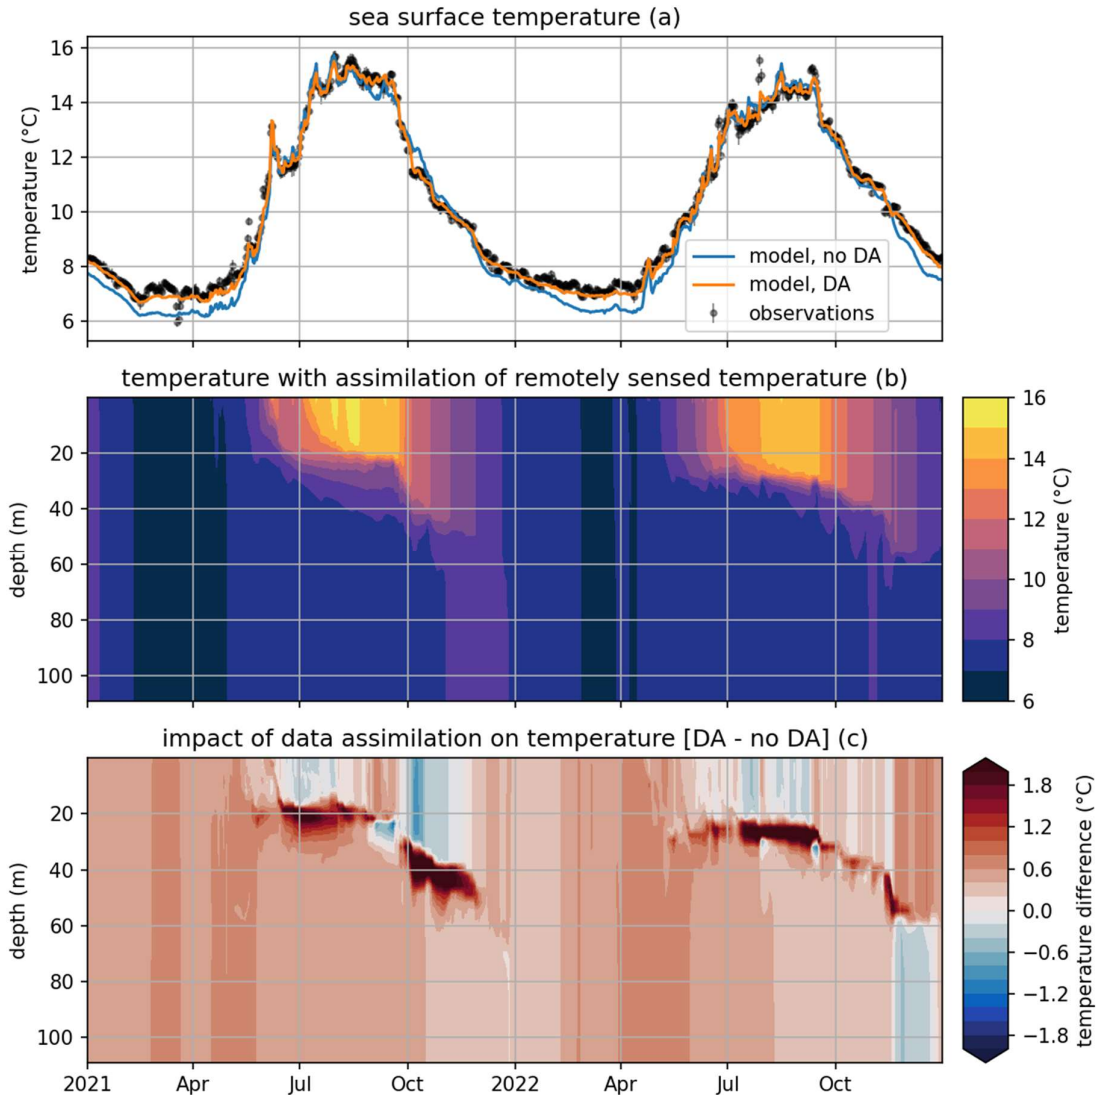 sea surface temperature (a)
16
14
12
10
8
6
temperature (°C)
model, no DA
model, DA
observations
temperature with assimilation of remotely sensed temperature (b)
20
40
60
80
100
depth (m)
16
14
12
10
8
6
temperature (°C)
impact of data assimilation on temperature [DA - no DA] (c)
20
40
60
80
100
depth (m)
1.8
1.2
0.6
0.0
−0.6
−1.2
−1.8
temperature difference (°C)
2021 Apr Jul Oct 2022 Apr Jul Oct